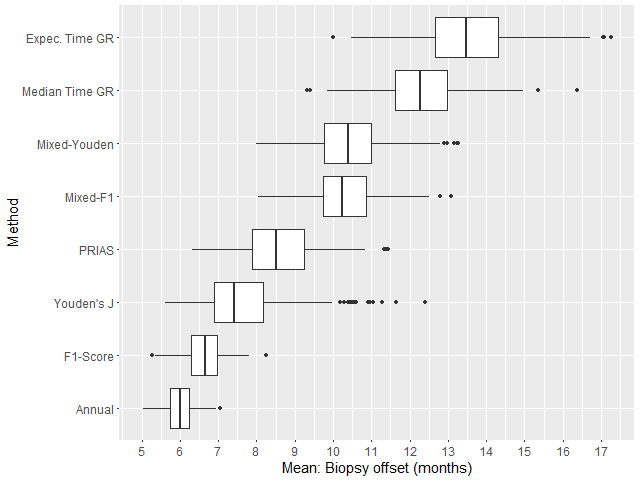 Expec. Time GR
Median Time GR
Mixed-Youden
Mixed-F1
PRIAS
Youden's J
F1-Score
Annual
Method
5 6 7 8 9 10 11 12 13 14 15 16 17
Mean: Biopsy offset (months)